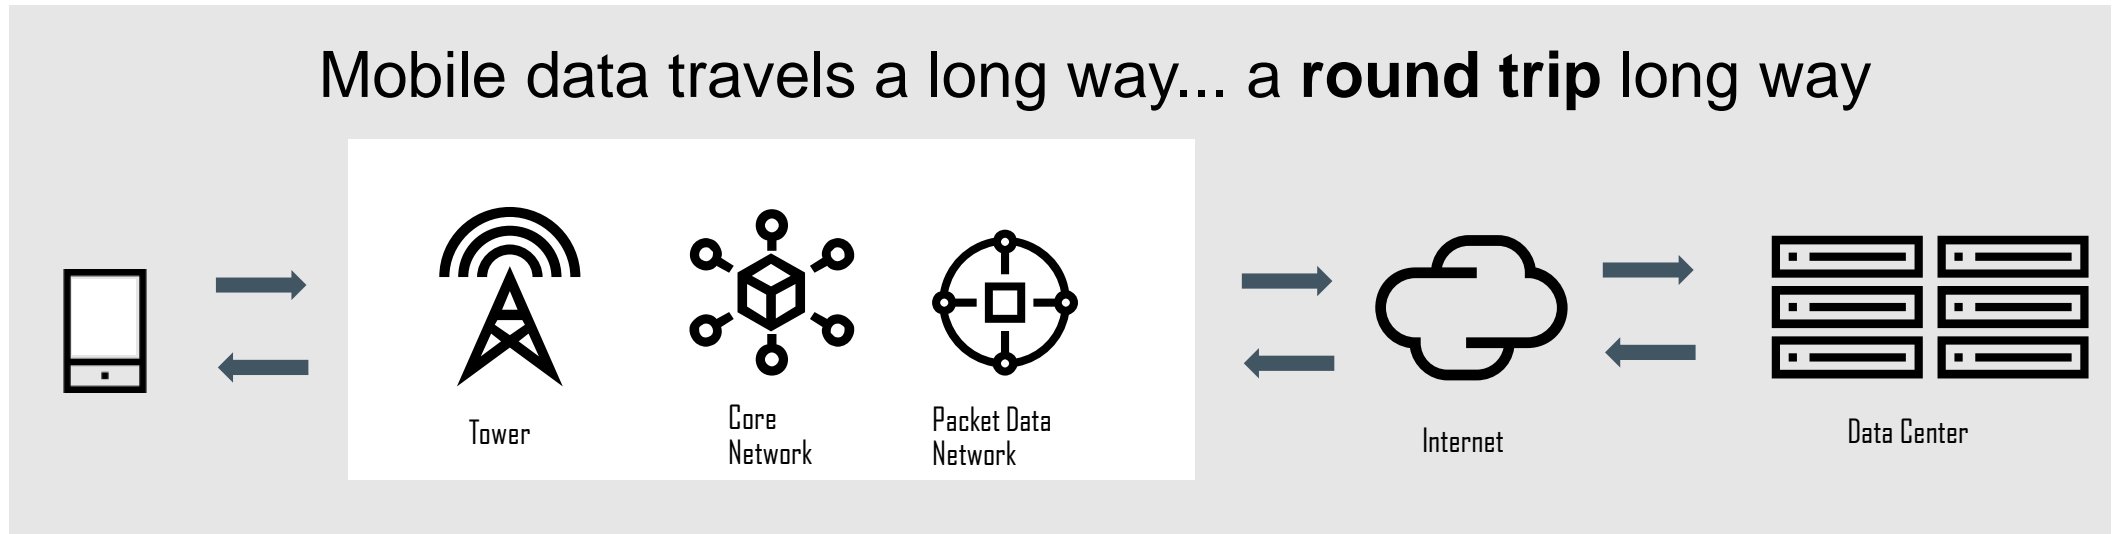 Mobile data travels a long way... a round trip long way
Tower
Core
Network
Packet Data
Network
Internet
Data Center